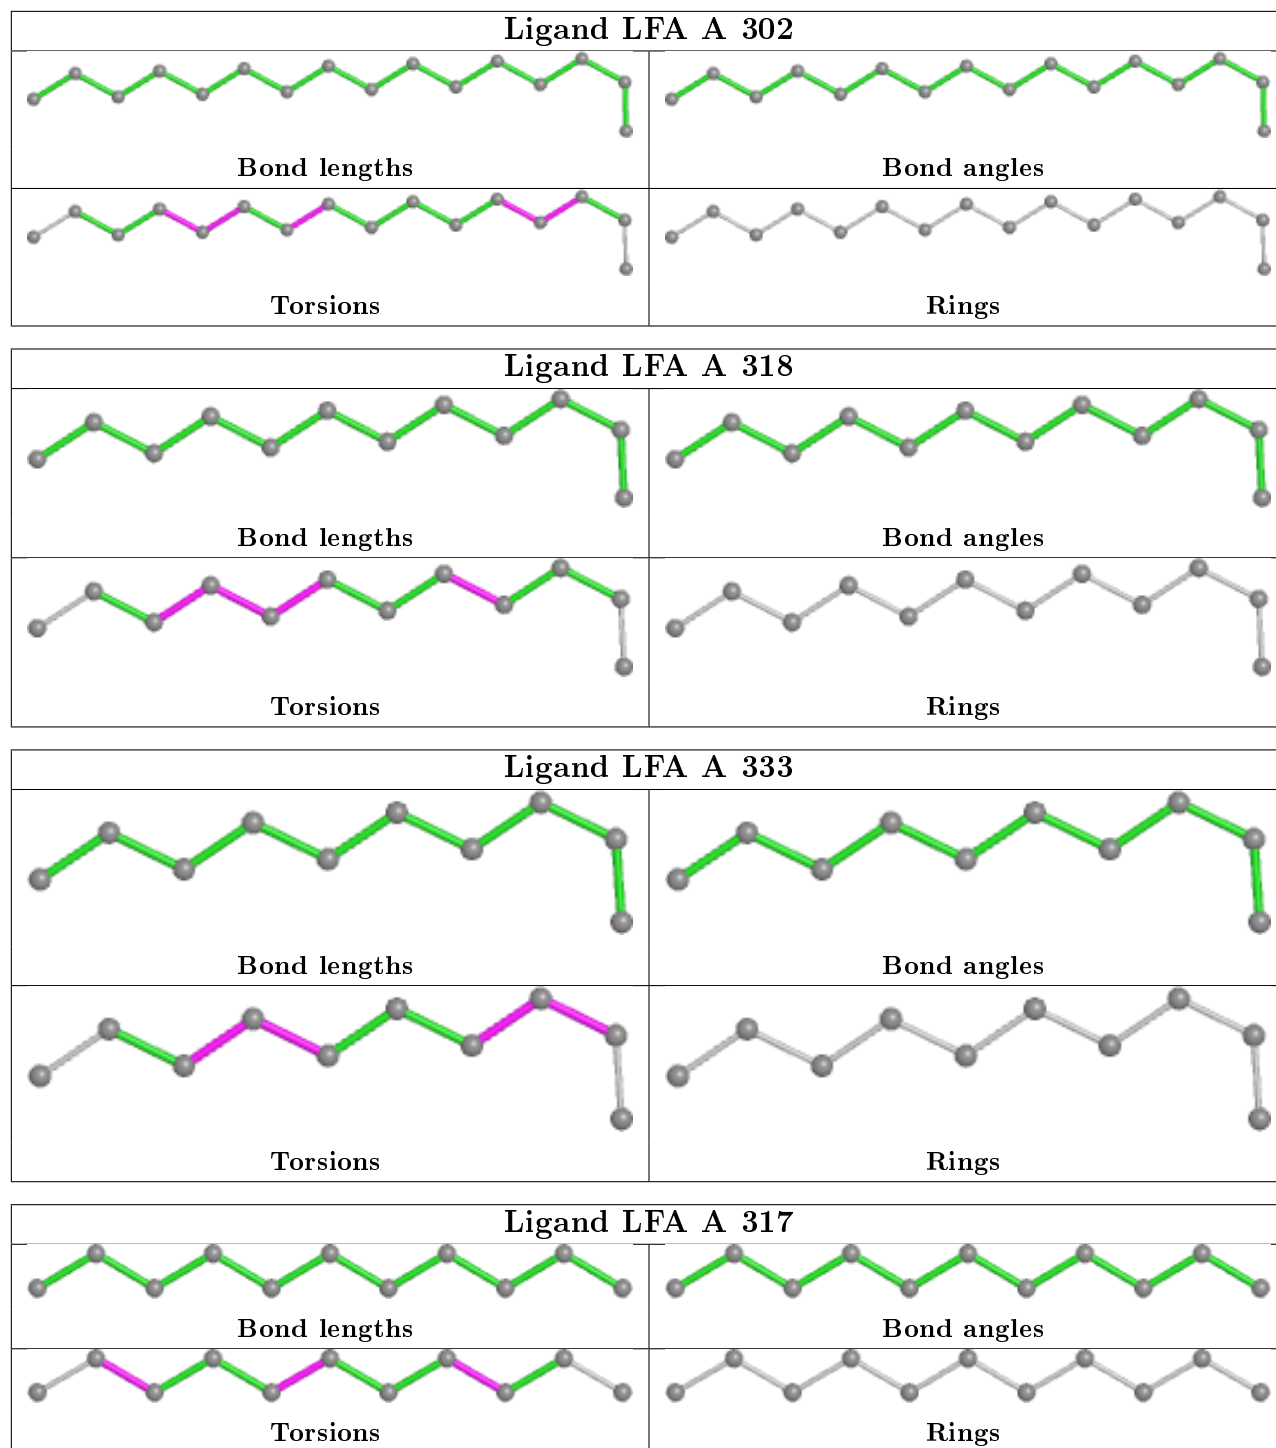 Ligand LFA A 302
Bond lengths
Bond angles
Torsions
Rings
Ligand LFA A 318
Bond lengths
Bond angles
Torsions
Rings
Ligand LFA A 333
Bond lengths
Bond angles
Torsions
Rings
Ligand LFA A 317
Bond lengths
Bond angles
Torsions
Rings